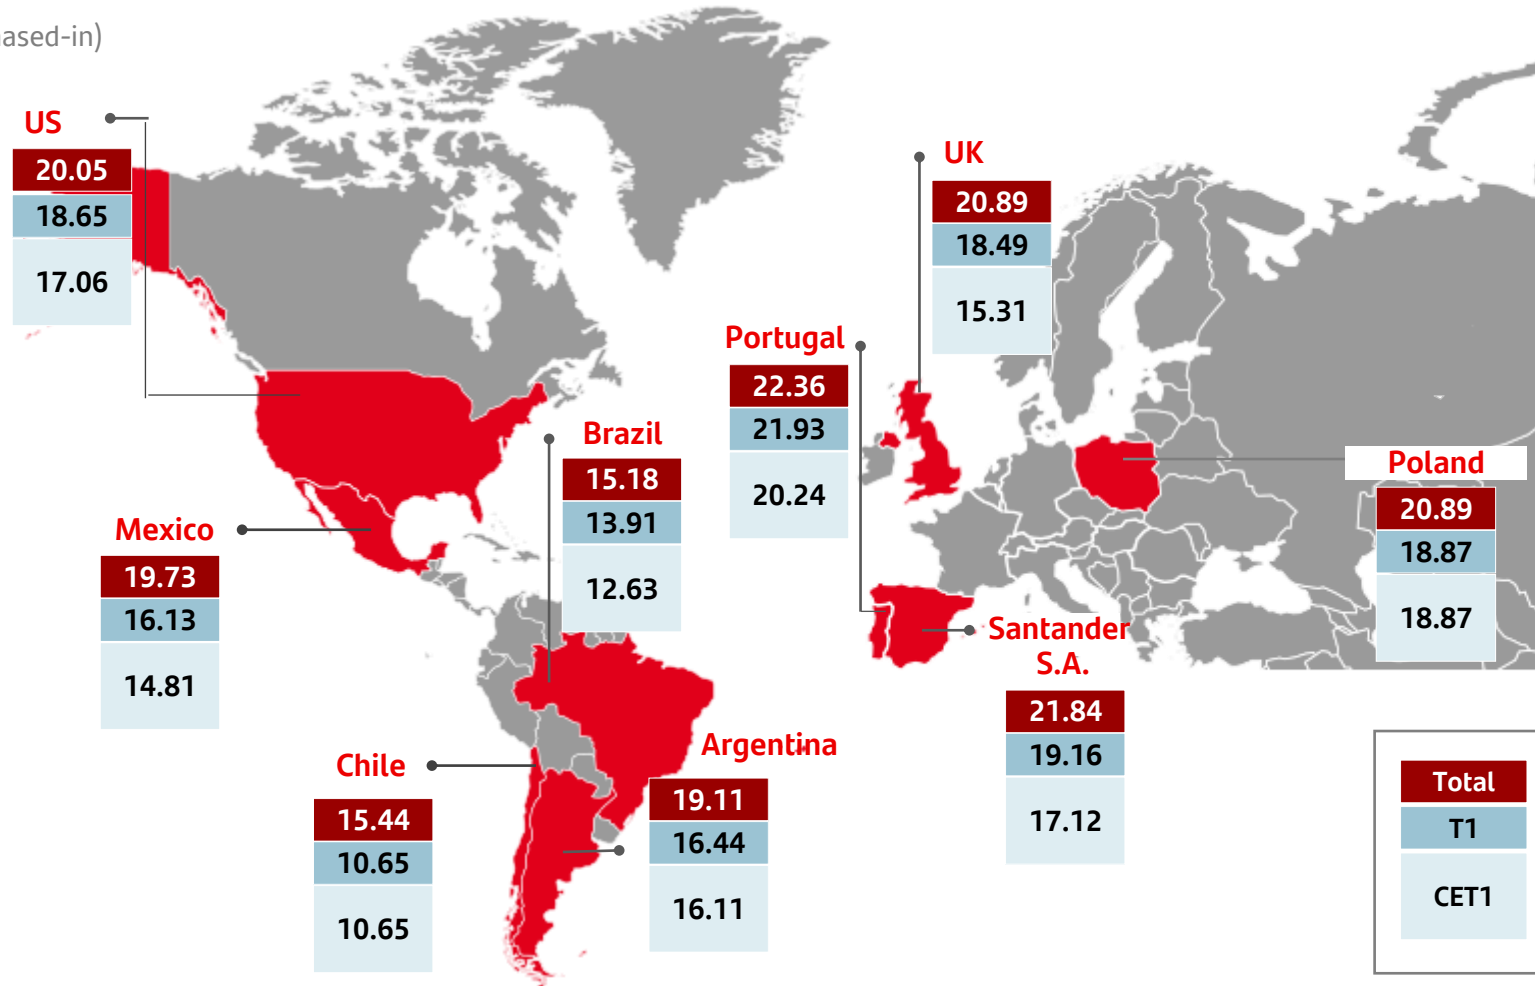 ased-in)
US
20.05
18.65
17.06
UK
20.89
18.49
15.31
Portugal
22.36
21.93
20.24
Brazil
15.18
13.91
12.63
Poland
20.89
18.87
18.87
Mexico
19.73
16.13
14.81
Santander
S.A.
21.84
19.16
17.12
Chile
15.44
10.65
10.65
Argentina
19.11
16.44
16.11
Total
T1
CET1